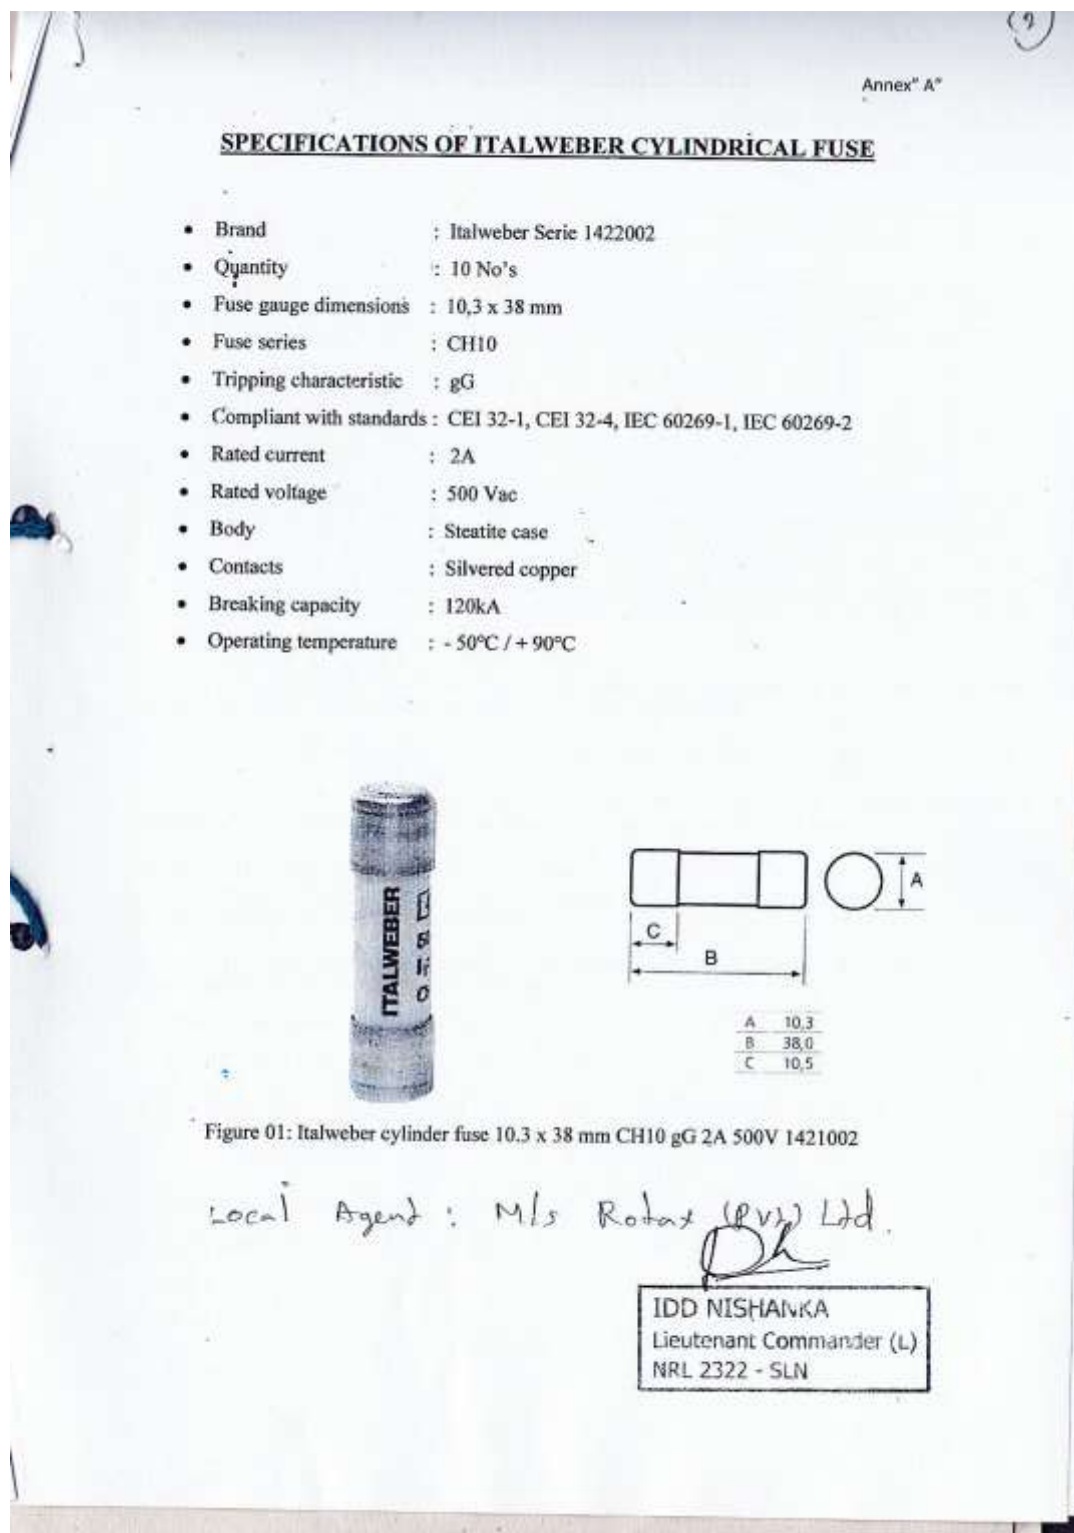 (2)
Annex" A"
SPECIFICATIONS OF ITALWEBER CYLINDRICAL FUSE
• Brand : Italweber Serie 1422002
• Quantity : 10 No's
• Fuse gauge dimensions : 10,3 x 38 mm
• Fuse series : CH10
• Tripping characteristic : gG
• Compliant with standards : CEI 32-1, CEI 32-4, IEC 60269-1, IEC 60269-2
• Rated current : 2A
• Rated voltage : 500 Vac
• Body : Steatite case
• Contacts : Silvered copper
• Breaking capacity : 120kA
• Operating temperature : - 50°C / + 90°C
ITALWEBER
A
C
B
A 10,3
B 38,0
C 10,5
Figure 01: Italweber cylinder fuse 10.3 x 38 mm CH10 gG 2A 500V 1421002
Local Agent : M/s Rotax (Pvt) Ltd.
IDD NISHANKA
Lieutenant Commander (L)
NRL 2322 - SLN